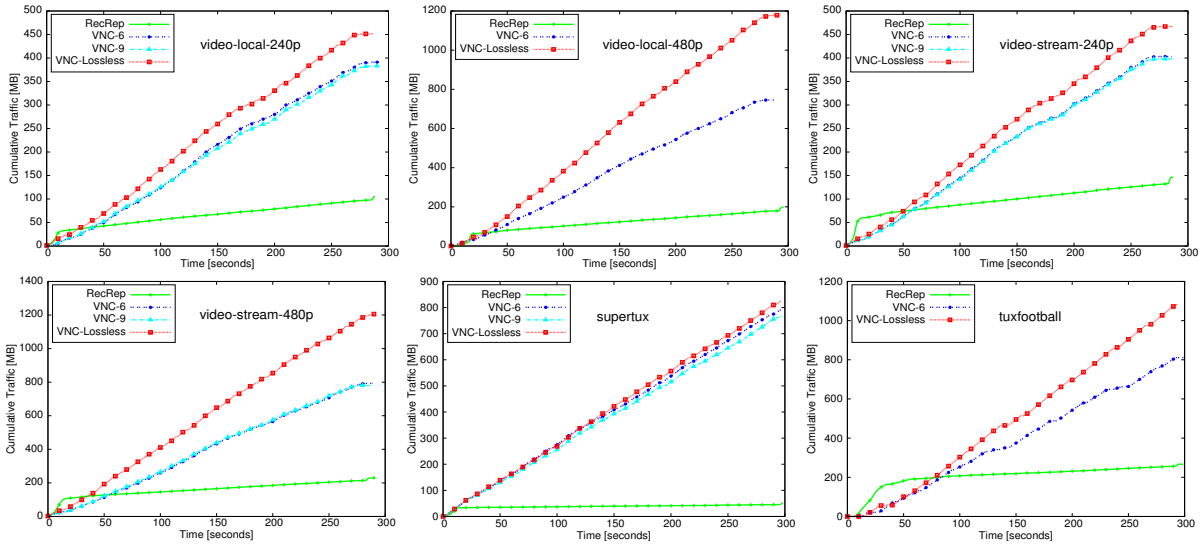 450
400
350
300
250
200
150
100
50
0
Cumulative Traffic [MB]
RecRep
VNC-6
VNC-9
VNC-Lossless
video-local-240p
0 50 100 150 200 250 300
Time [seconds]
1200
1000
800
600
400
200
0
Cumulative Traffic [MB]
RecRep
VNC-6
VNC-Lossless
video-local-480p
0 50 100 150 200 250 300
Time [seconds]
500
450
400
350
300
250
200
150
100
50
0
Cumulative Traffic [MB]
RecRep
VNC-6
VNC-9
VNC-Lossless
video-stream-240p
0 50 100 150 200 250 300
Time [seconds]
1400
1200
1000
800
600
400
200
0
Cumulative Traffic [MB]
RecRep
VNC-6
VNC-9
VNC-Lossless
video-stream-480p
0 50 100 150 200 250 300
Time [seconds]
900
800
700
600
500
400
300
200
100
0
Cumulative Traffic [MB]
RecRep
VNC-6
VNC-9
VNC-Lossless
supertux
0 50 100 150 200 250 300
Time [seconds]
1200
1000
800
600
400
200
0
Cumulative Traffic [MB]
RecRep
VNC-6
VNC-Lossless
tuxfootball
0 50 100 150 200 250 300
Time [seconds]